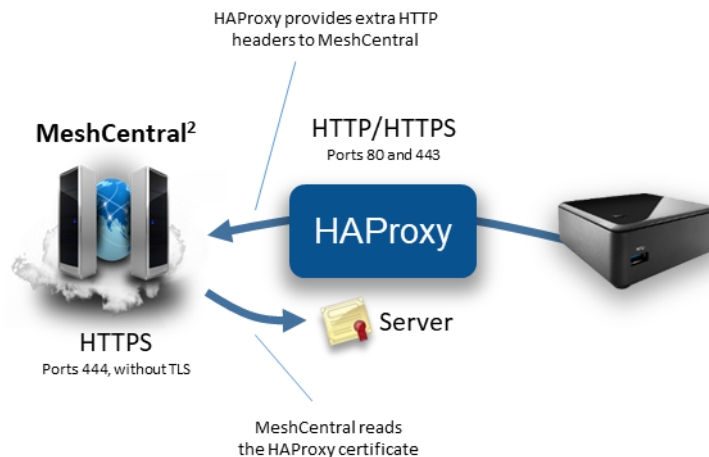 HAProxy provides extra HTTP
headers to MeshCentral
MeshCentral²
HTTP/HTTPS
Ports 80 and 443
HAProxy
Server
HTTPS
Ports 444, without TLS
MeshCentral reads
the HAProxy certificate